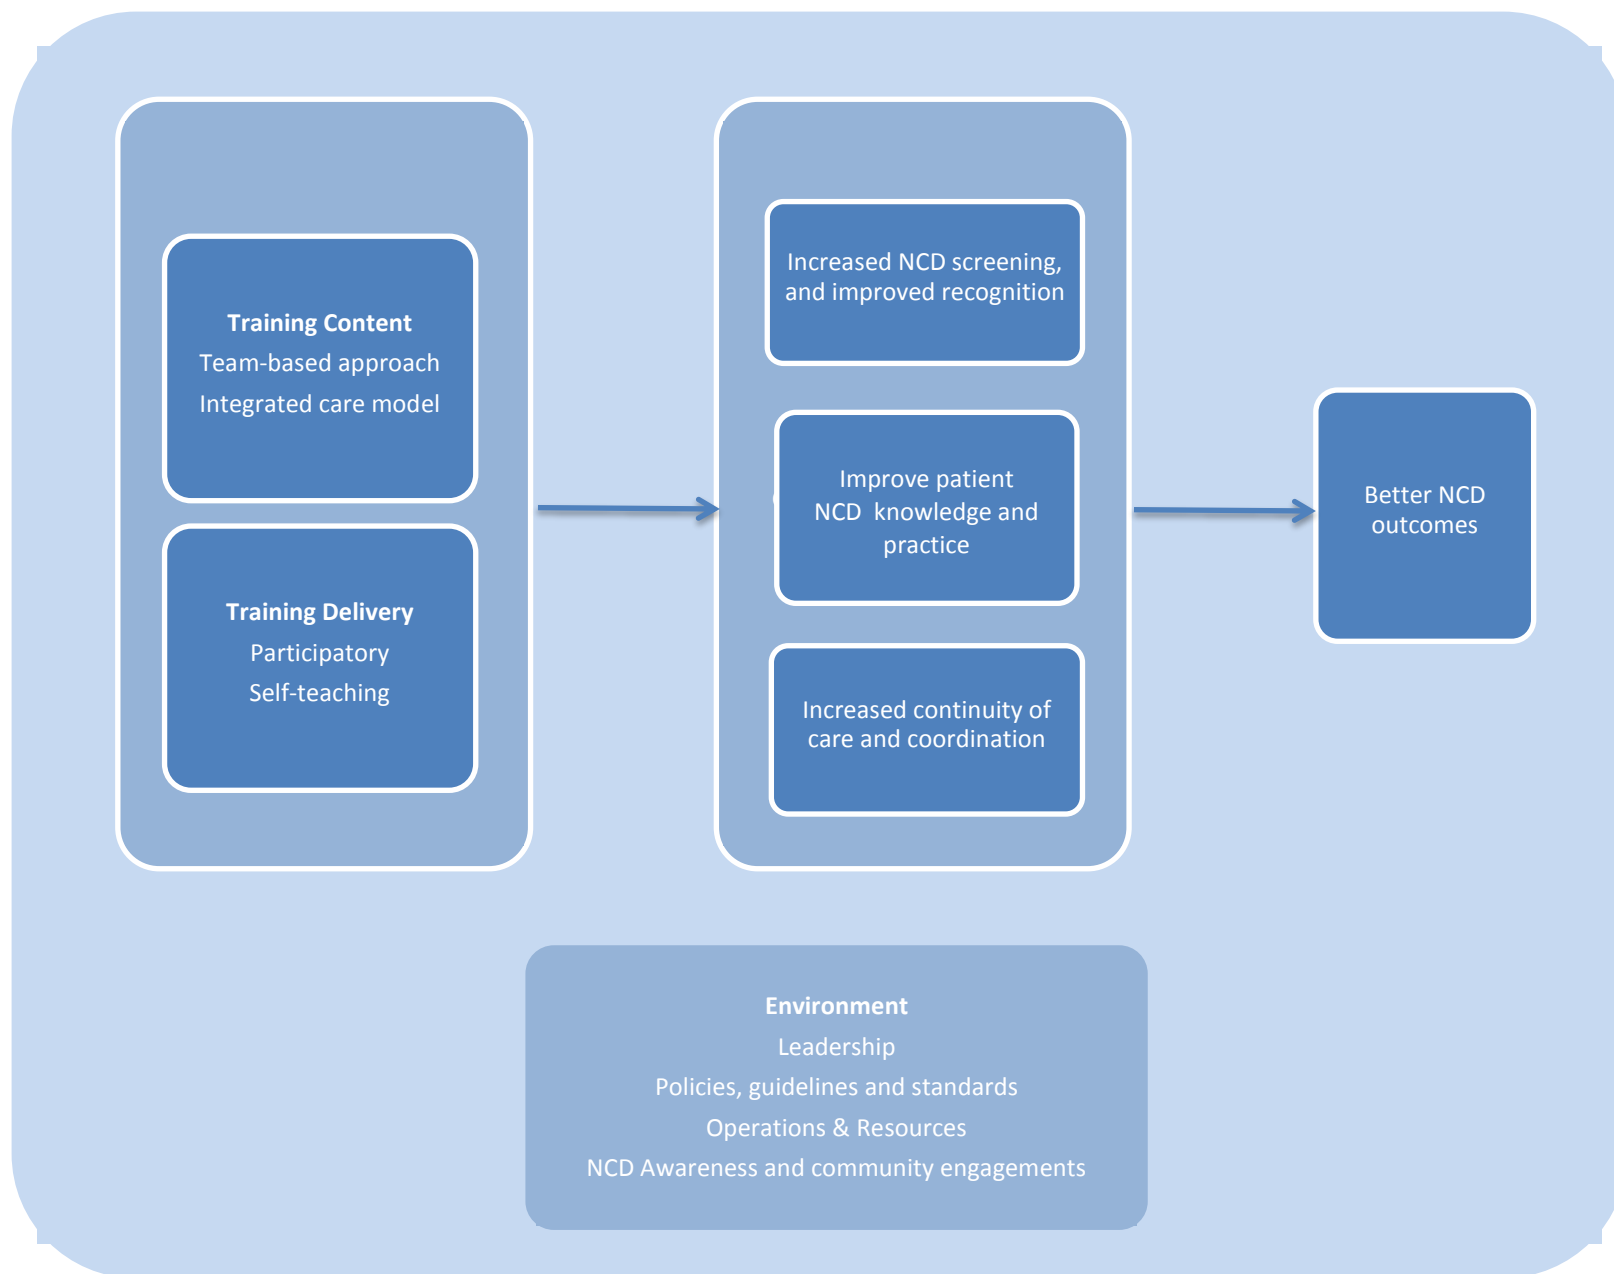 Training Content
Team-based approach
Integrated care model
Training Delivery
Participatory
Self-teaching
Increased NCD screening,
and improved recognition
Improve patient
NCD  knowledge and
practice
Increased continuity of
care and coordination
Better NCD
outcomes
Environment
Leadership
Policies, guidelines and standards
Operations & Resources
NCD Awareness and community engagements